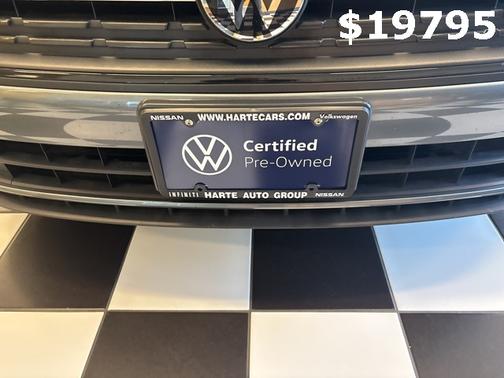 $19795
NISSAN WWW.HARTECARS.COM Volkswagen
Certified
Pre-Owned
INFINITI HARTE AUTO GROUP NISSAN